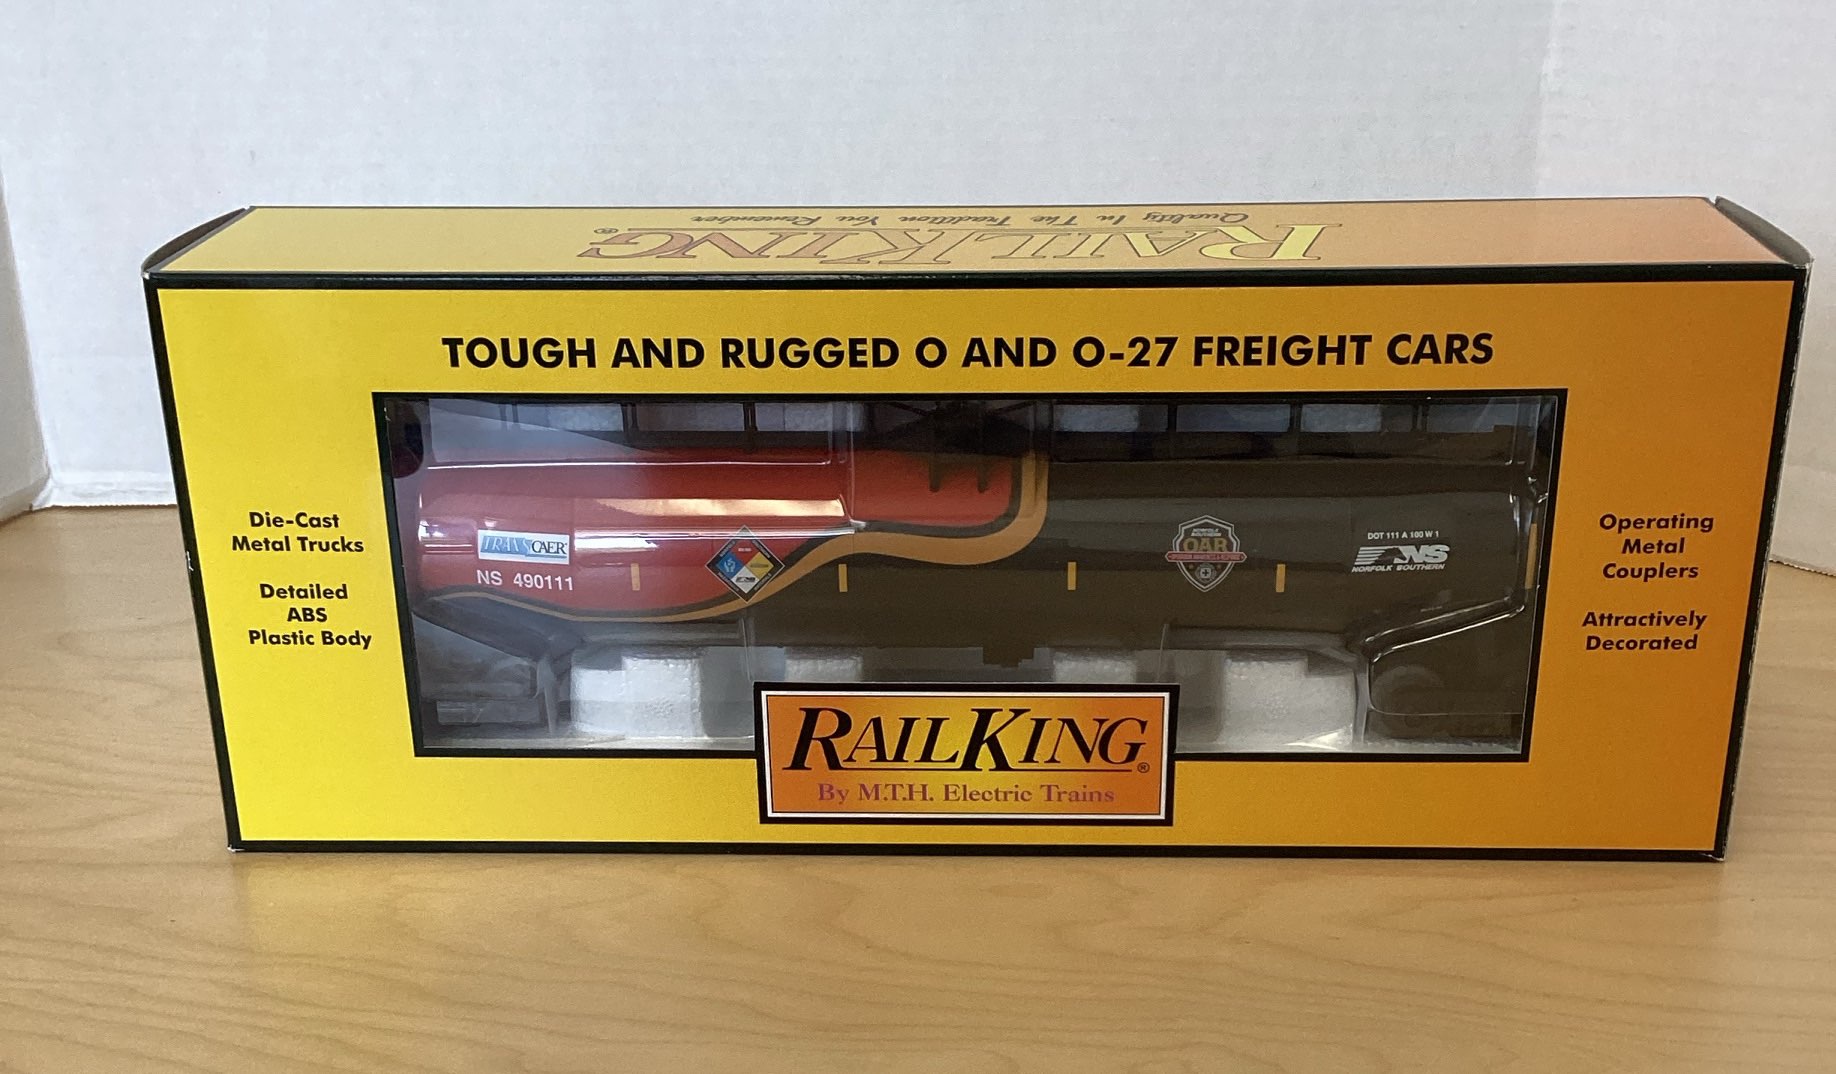 RAILKING®
Quality In The Tradition You Remember
TOUGH AND RUGGED O AND O-27 FREIGHT CARS
Die-Cast
Metal Trucks
Detailed
ABS
Plastic Body
TRANSCAER
NS 490111
NORFOLK
SOUTHERN
OAR
DOT 111 A 100 W 1
NS
NORFOLK SOUTHERN
Operating
Metal
Couplers
Attractively
Decorated
RAILKING®
By M.T.H. Electric Trains